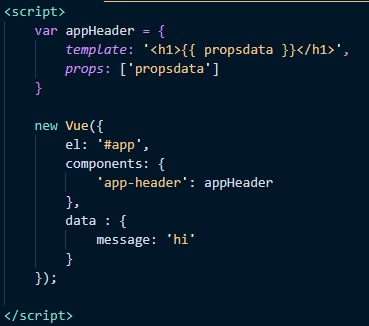 <script>
    var appHeader = {
        template: '<h1>{{ propsdata }}</h1>',
        props: ['propsdata']
    }

    new Vue({
        el: '#app',
        components: {
            'app-header': appHeader
        },
        data : {
            message: 'hi'
        }
    });

</script>